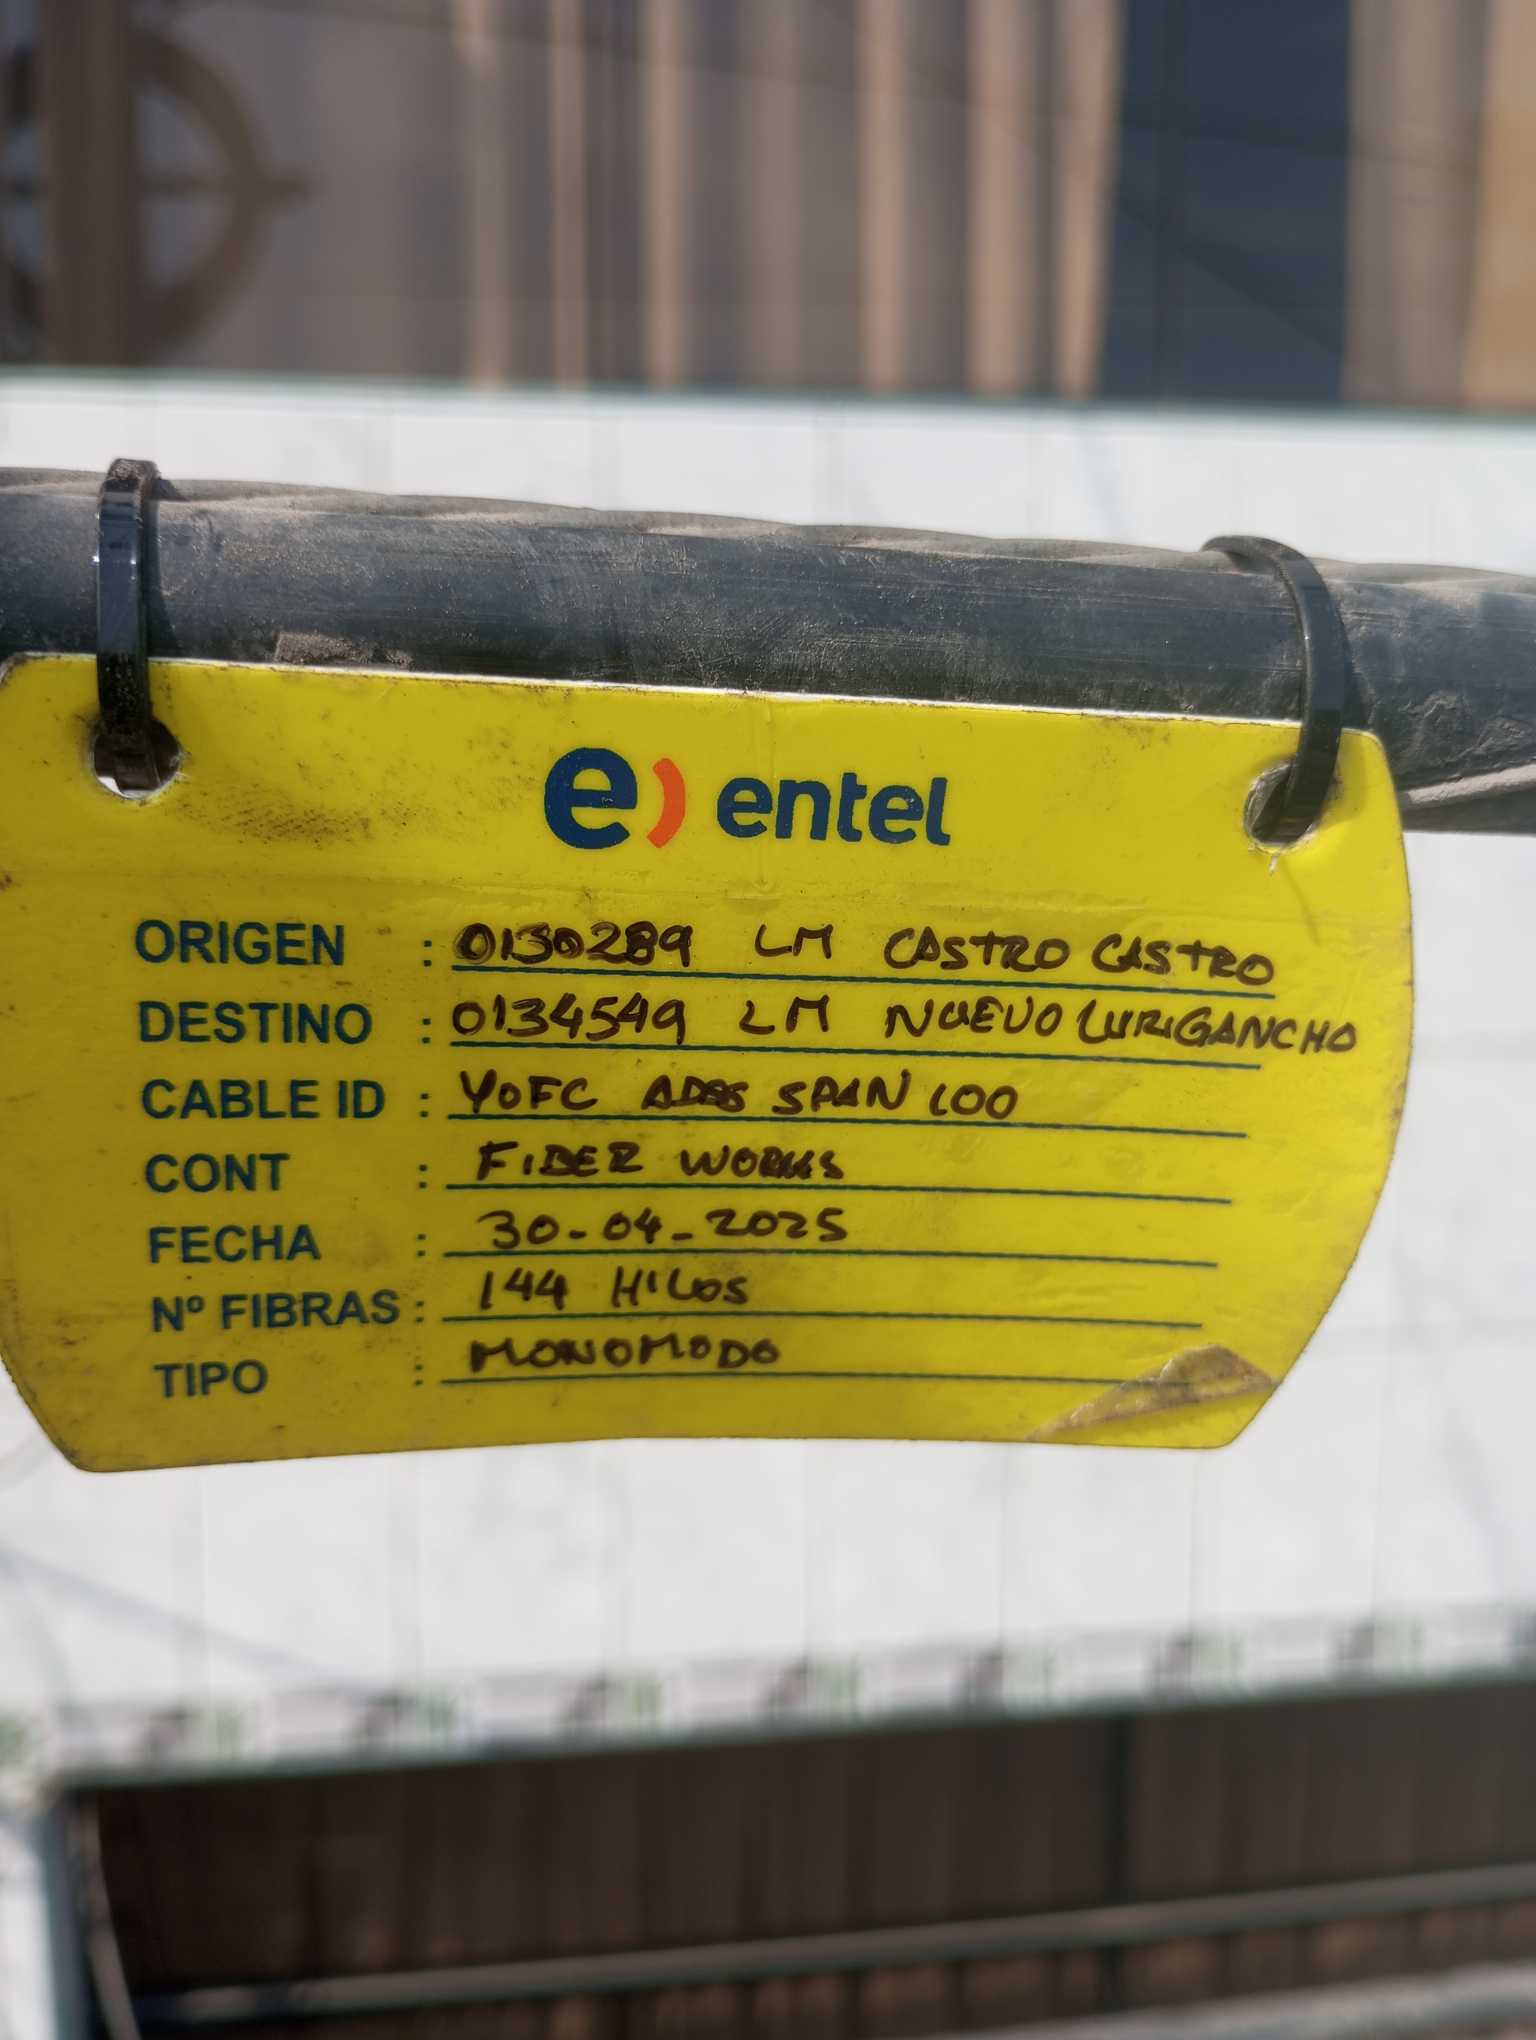 e) entel
ORIGEN : 0130289 LM CASTRO CASTRO
DESTINO : 0134549 LM NUEVO LURIGANCHO
CABLE ID : YOFC ADSS SPAN 100
CONT : FIBER WORKS
FECHA : 30-04-2025
Nº FIBRAS : 144 HILOS
TIPO : MONOMODO